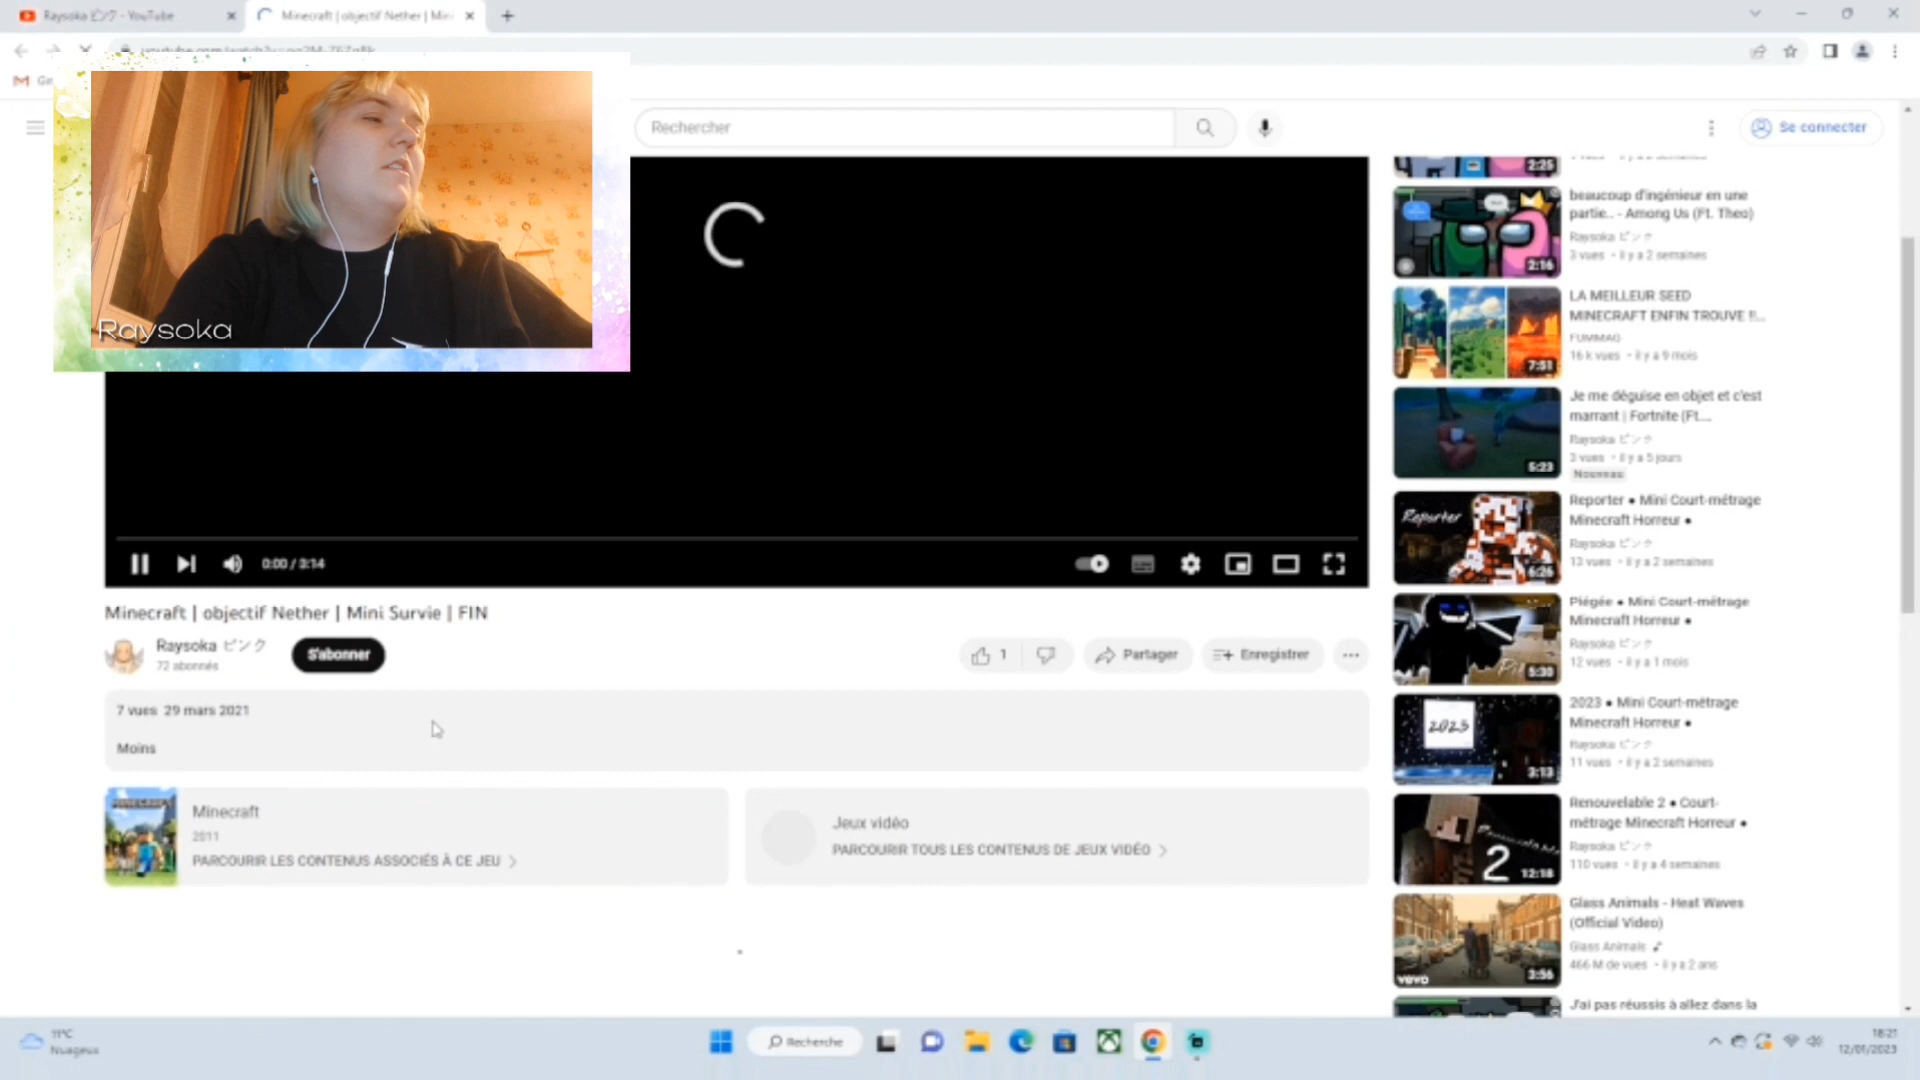 Raysoka ピンク - YouTube
Minecraft | objectif Nether | Mini
Raysoka
Rechercher
Se connecter
2:25
beaucoup d'ingénieur en une
partie.. - Among Us (Ft. Theo)
Raysoka ピンク
3 vues • il y a 2 semaines
2:16
LA MEILLEUR SEED
MINECRAFT ENFIN TROUVE !!...
FUMMAG
16 k vues • il y a 9 mois
7:51
Je me déguise en objet et c'est
marrant | Fortnite (Ft....
Raysoka ピンク
3 vues • il y a 5 jours
Nouveau
5:23
0:00 / 3:14
Reporter
Reporter ● Mini Court-métrage
Minecraft Horreur ●
Raysoka ピンク
13 vues • il y a 2 semaines
6:26
Minecraft | objectif Nether | Mini Survie | FIN
Raysoka ピンク
72 abonnés
S'abonner
1
Partager
Enregistrer
Piégée ● Mini Court-métrage
Minecraft Horreur ●
Raysoka ピンク
12 vues • il y a 1 mois
5:30
7 vues 29 mars 2021
Moins
2023
2023 ● Mini Court-métrage
Minecraft Horreur ●
Raysoka ピンク
11 vues • il y a 2 semaines
3:13
Minecraft
2011
PARCOURIR LES CONTENUS ASSOCIÉS À CE JEU
Jeux vidéo
PARCOURIR TOUS LES CONTENUS DE JEUX VIDÉO
2
Renouvelable 2 ● Court-
métrage Minecraft Horreur ●
Raysoka ピンク
110 vues • il y a 4 semaines
12:18
Glass Animals - Heat Waves
(Official Video)
Glass Animals
466 M de vues • il y a 2 ans
vevo
3:56
J'ai pas réussis à allez dans la
11°C
Nuageux
Recherche
18:21
12/01/2023